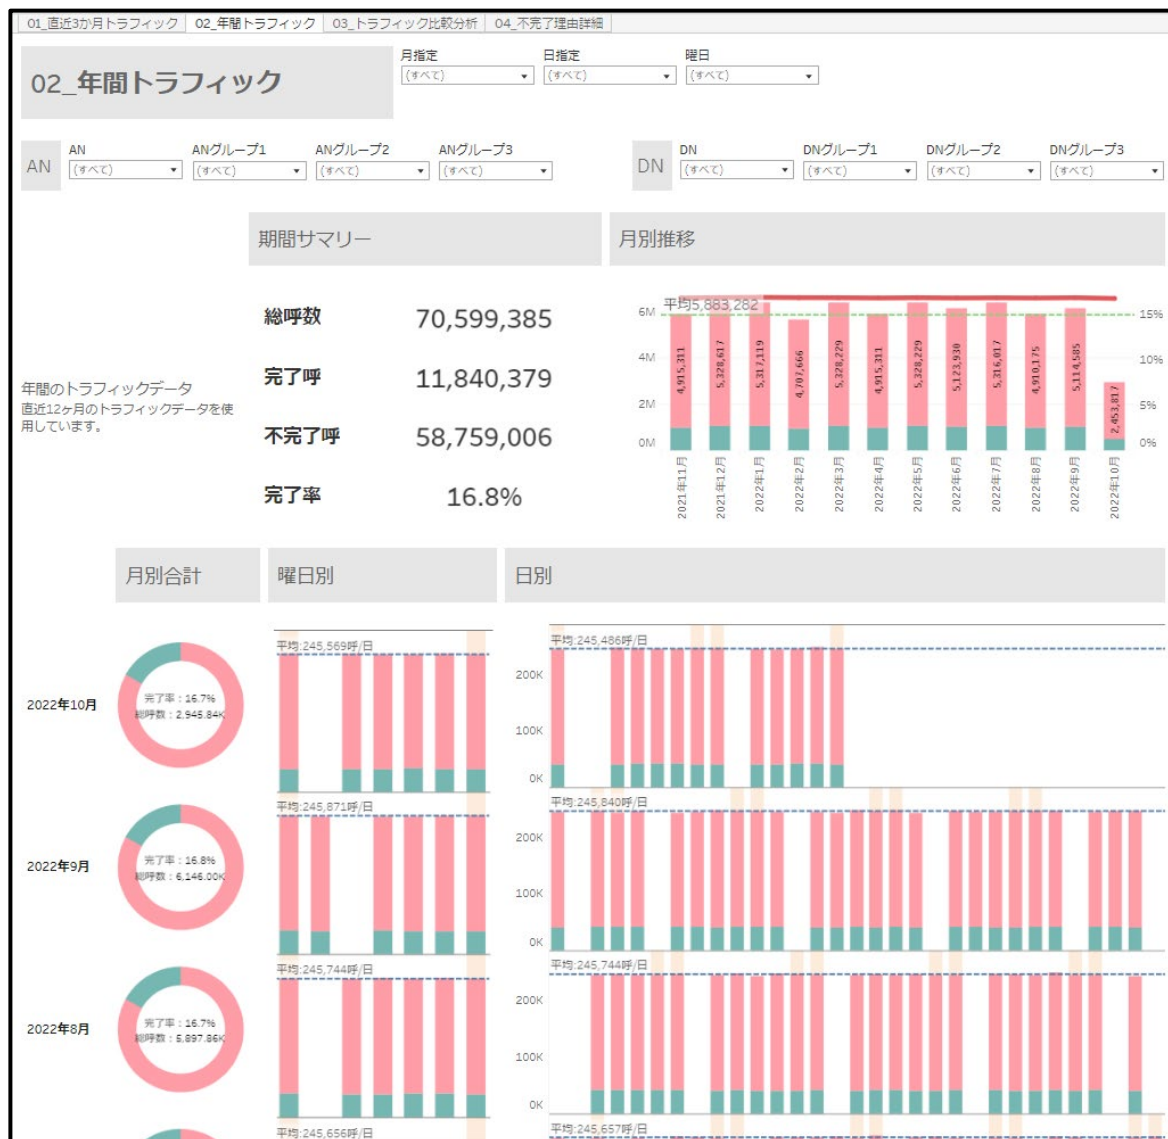 01_直近3か月トラフィック 02_年間トラフィック 03_トラフィック比較分析 04_不完了理由詳細
02_年間トラフィック
月指定 日指定 曜日
(すべて) (すべて) (すべて)
AN
AN ANグループ1 ANグループ2 ANグループ3
(すべて) (すべて) (すべて) (すべて)
DN
DN DNグループ1 DNグループ2 DNグループ3
(すべて) (すべて) (すべて) (すべて)
年間のトラフィックデータ
直近12ヶ月のトラフィックデータを使
用しています。
期間サマリー
総呼数 70,599,385
完了呼 11,840,379
不完了呼 58,759,006
完了率 16.8%
月別推移
平均5,883,282
6M
4M
2M
0M
15%
10%
5%
0%
4,915,311
5,328,617
5,317,119
4,707,666
5,328,229
4,915,311
5,328,229
5,123,930
5,316,017
4,910,175
5,114,585
2,453,817
2021年11月
2021年12月
2022年1月
2022年2月
2022年3月
2022年4月
2022年5月
2022年6月
2022年7月
2022年8月
2022年9月
2022年10月
月別合計 曜日別 日別
2022年10月
完了率：16.7%
総呼数：2,945.84K
平均:245,569呼/日
平均:245,486呼/日
200K
100K
0K
2022年9月
完了率：16.8%
総呼数：6,146.00K
平均:245,871呼/日
平均:245,840呼/日
200K
100K
0K
2022年8月
完了率：16.7%
総呼数：5,897.86K
平均:245,744呼/日
平均:245,744呼/日
200K
100K
0K
平均:245,656呼/日
平均:245,657呼/日